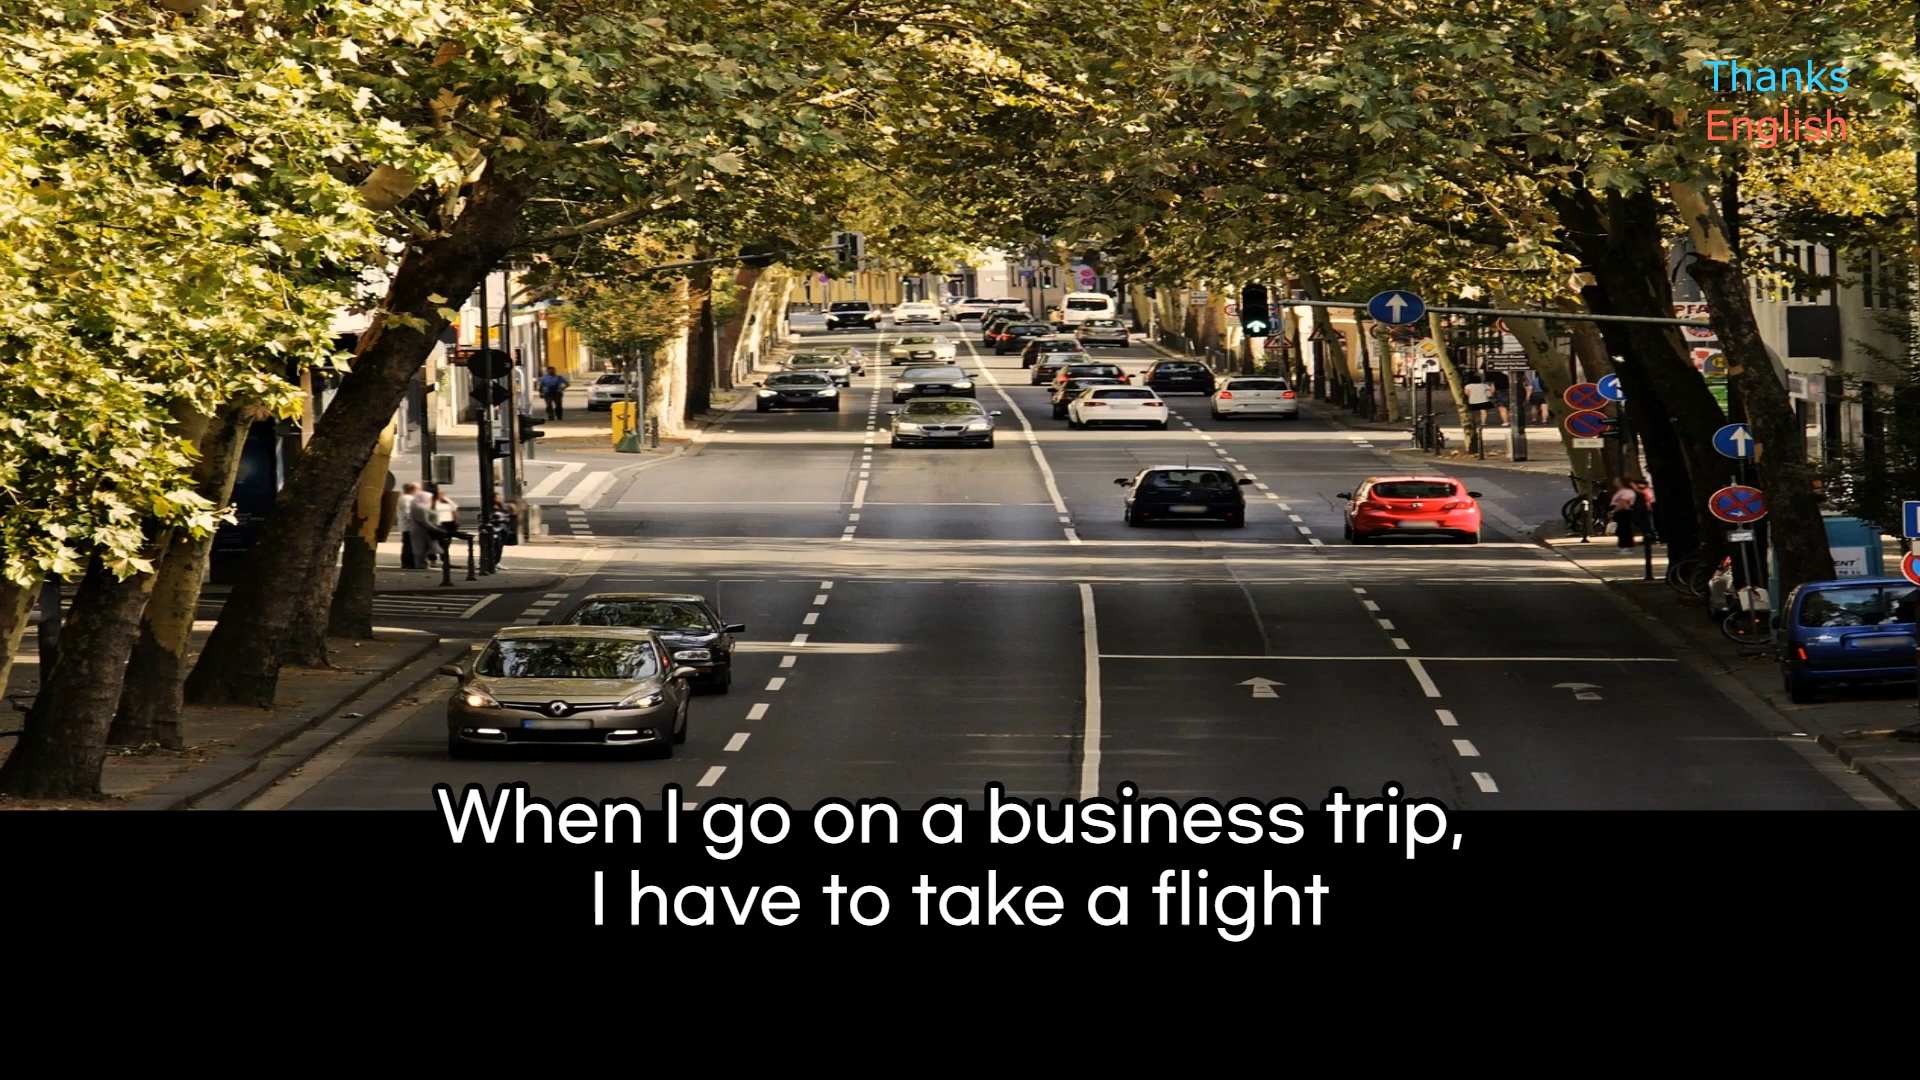 Thanks
English
When I go on a business trip,
I have to take a flight